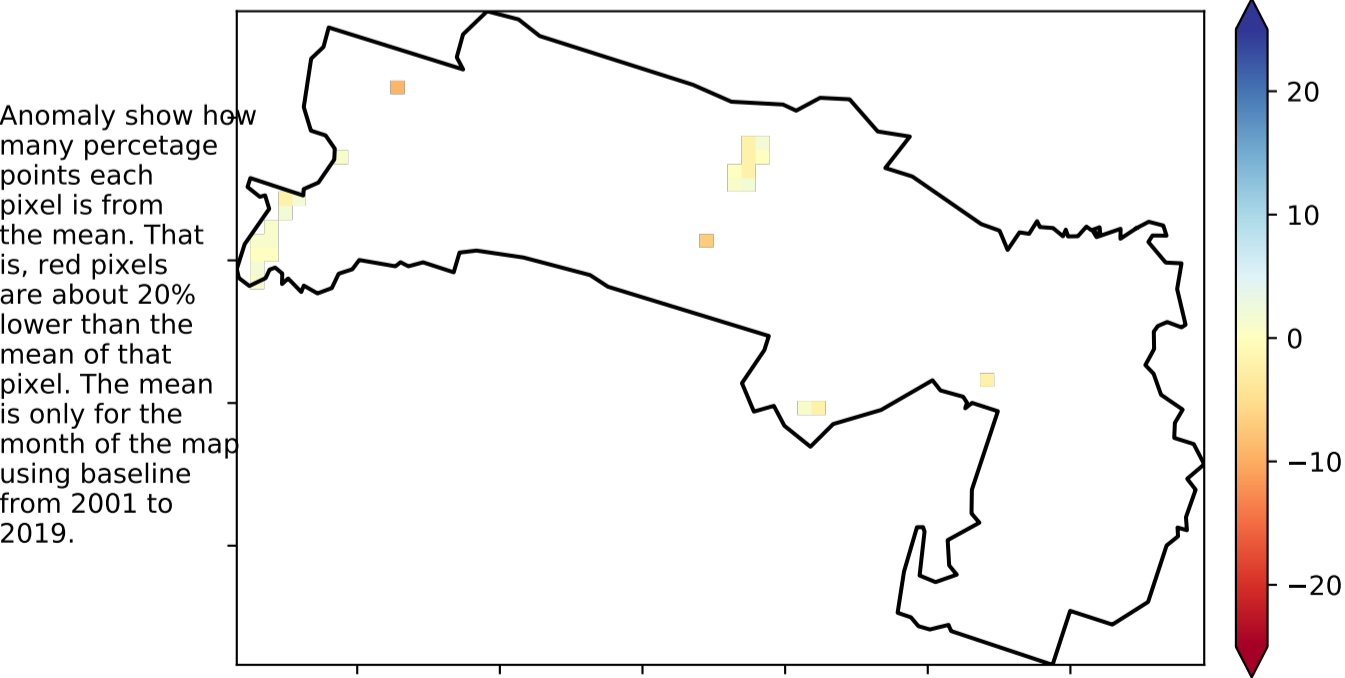 Anomaly show how
many percetage
points each
pixel is from
the mean. That
is, red pixels
are about 20%
lower than the
mean of that
pixel. The mean
is only for the
month of the map
using baseline
from 2001 to
2019.
20
10
0
−10
−20